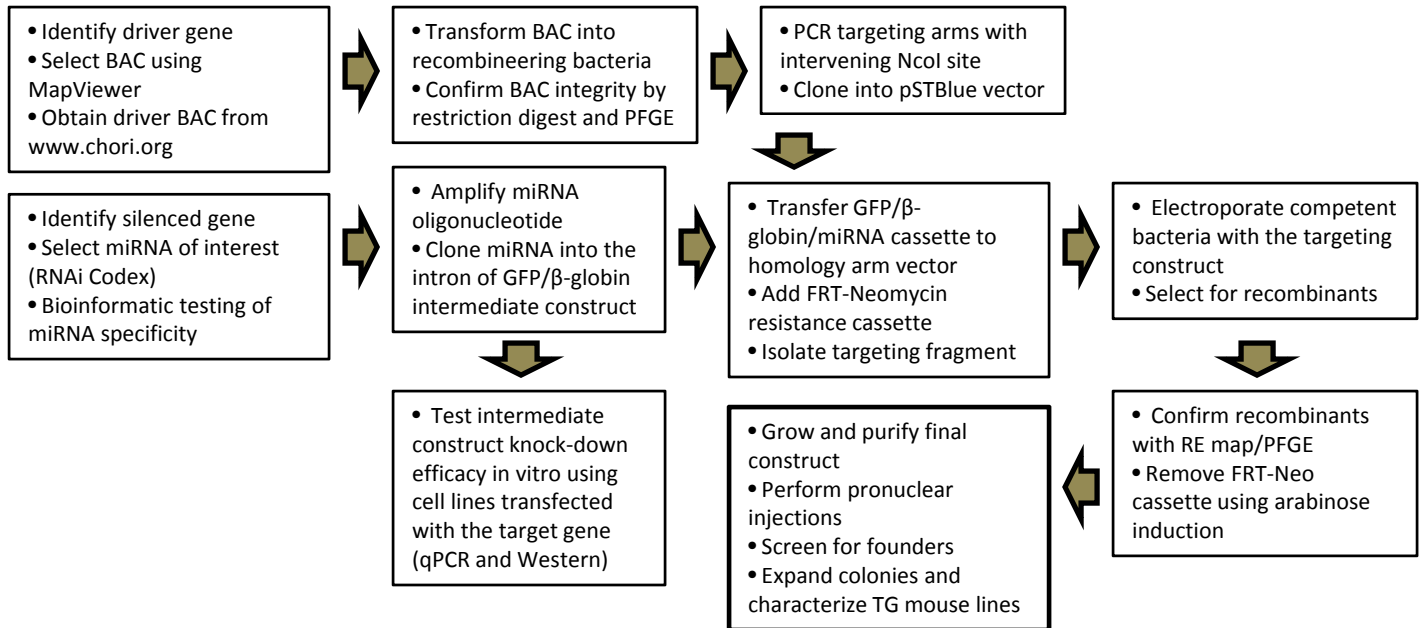 • Identify driver gene
• Select BAC using
MapViewer
• Obtain driver BAC from
www.chori.org
• Transform BAC into
recombineering bacteria
• Confirm BAC integrity by
restriction digest and PFGE
• PCR targeting arms with
intervening NcoI site
• Clone into pSTBlue vector
• Identify silenced gene
• Select miRNA of interest
(RNAi Codex)
• Bioinformatic testing of
miRNA specificity
• Amplify miRNA
oligonucleotide
• Clone miRNA into the
intron of GFP/β-globin
intermediate construct
• Transfer GFP/β-
globin/miRNA cassette to
homology arm vector
• Add FRT-Neomycin
resistance cassette
• Isolate targeting fragment
• Electroporate competent
bacteria with the targeting
construct
• Select for recombinants
• Test intermediate
construct knock-down
efficacy in vitro using
cell lines transfected
with the target gene
(qPCR and Western)
• Confirm recombinants
with RE map/PFGE
• Remove FRT-Neo
cassette using arabinose
induction
• Grow and purify final
construct
• Perform pronuclear
injections
• Screen for founders
• Expand colonies and
characterize TG mouse lines